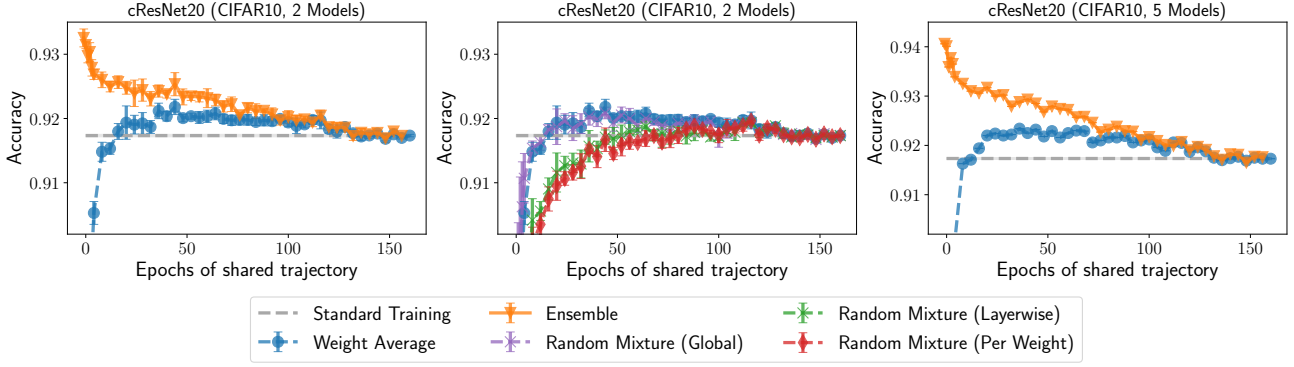 cResNet20 (CIFAR10, 2 Models)
0.93
0.92
0.91
Accuracy
0 50 100 150
Epochs of shared trajectory
cResNet20 (CIFAR10, 2 Models)
0.93
0.92
0.91
Accuracy
0 50 100 150
Epochs of shared trajectory
cResNet20 (CIFAR10, 5 Models)
0.94
0.93
0.92
0.91
Accuracy
0 50 100 150
Epochs of shared trajectory
Standard Training
Weight Average
Ensemble
Random Mixture (Global)
Random Mixture (Layerwise)
Random Mixture (Per Weight)